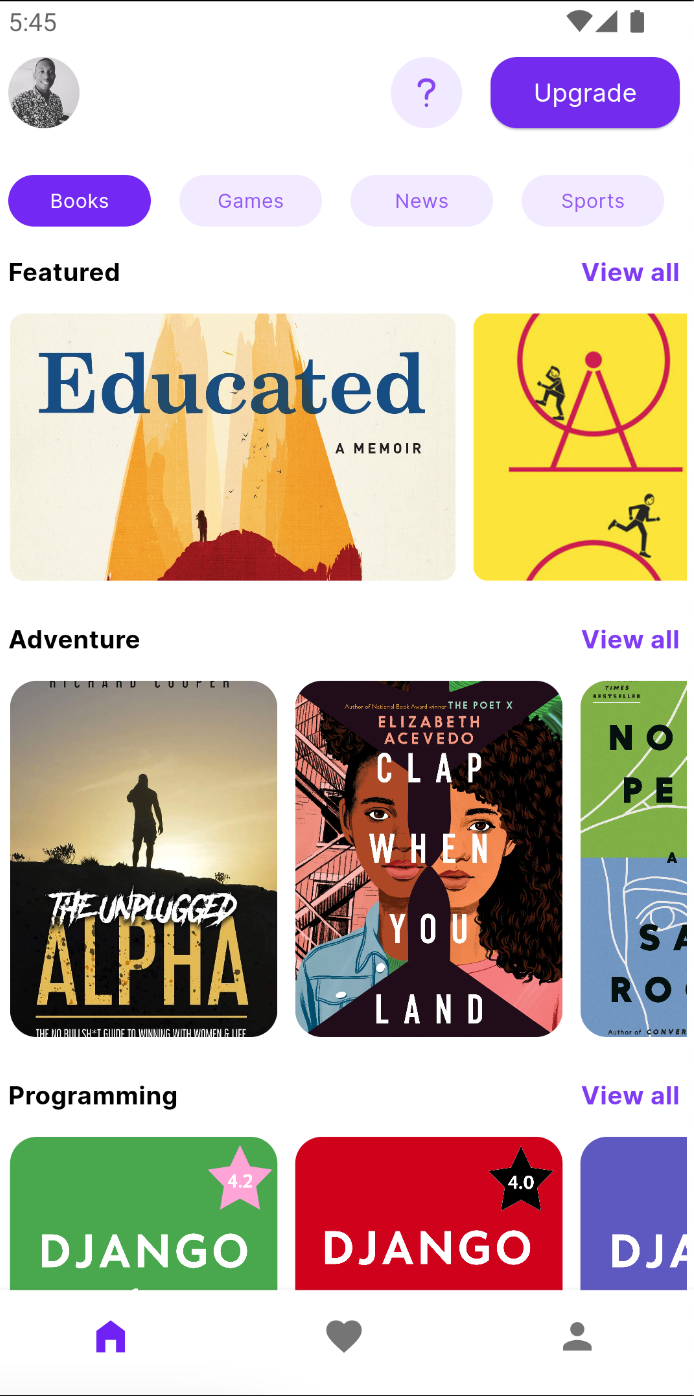 5:45
?
Upgrade
Books
Games
News
Sports
Featured
View all
Educated
A MEMOIR
Adventure
View all
RICHARD COOPER
THE UNPLUGGED
ALPHA
THE NO BULLSH*T GUIDE TO WINNING WITH WOMEN & LIFE
Author of National Book Award winner THE POET X
ELIZABETH
ACEVEDO
CLAP
WHEN
YOU
LAND
TIMES
BESTSELLER
NO
PE
A
SA
RO
Author of CONVER
Programming
View all
4.2
DJANGO
4.0
DJANGO
DJA